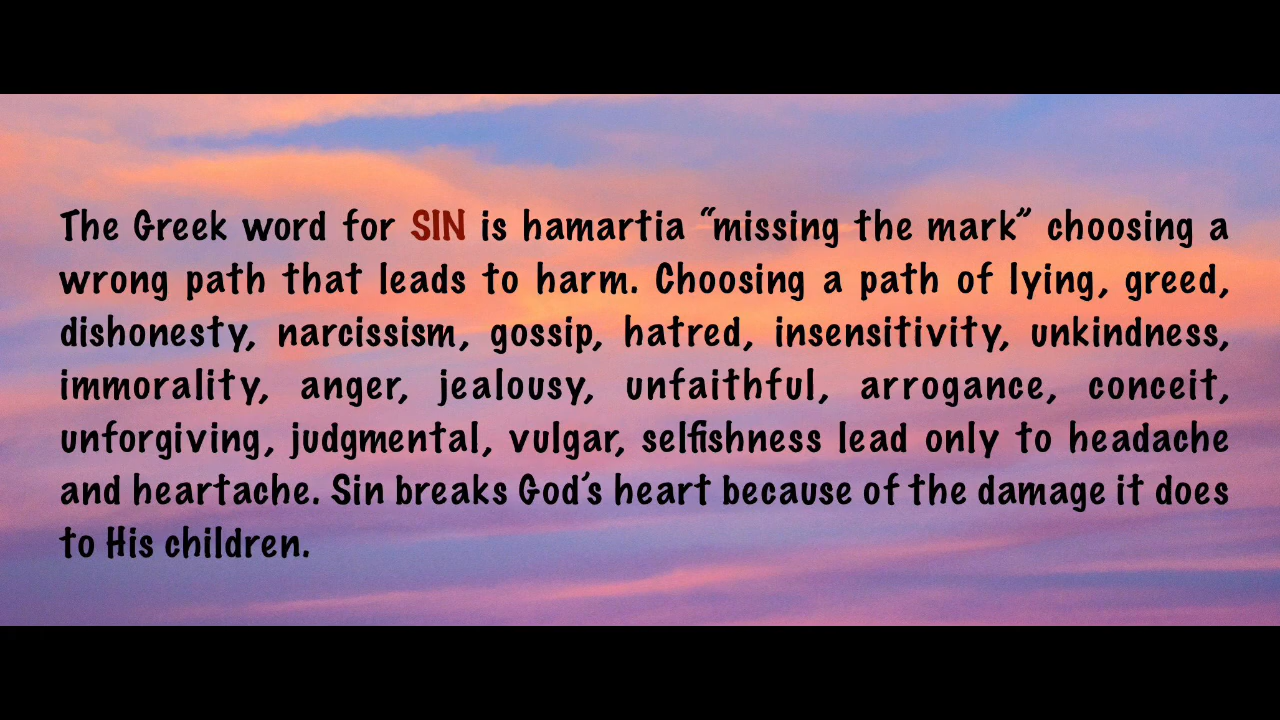 The Greek word for SIN is hamartia “missing the mark” choosing a
wrong path that leads to harm. Choosing a path of lying, greed,
dishonesty, narcissism, gossip, hatred, insensitivity, unkindness,
immorality, anger, jealousy, unfaithful, arrogance, conceit,
unforgiving, judgmental, vulgar, selfishness lead only to headache
and heartache. Sin breaks God’s heart because of the damage it does
to His children.